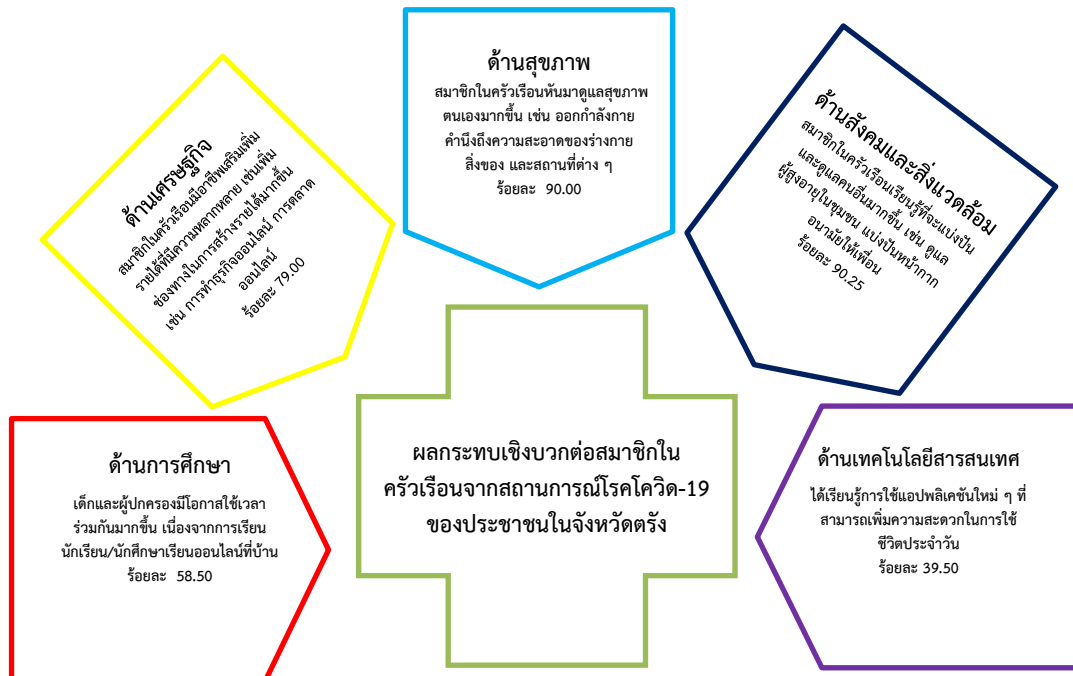 ด้านสุขภาพ
สมาชิกในครัวเรือนหันมาดูแลสุขภาพ
ตนเองมากขึ้น เช่น ออกกำลังกาย
คำนึงถึงความสะอาดของร่างกาย
สิ่งของ และสถานที่ต่าง ๆ
ร้อยละ 90.00
ด้านเศรษฐกิจ
สมาชิกในครัวเรือนมีอาชีพเสริมเพิ่ม
รายได้ที่มีความหลากหลาย เช่นเพิ่ม
ช่องทางในการสร้างรายได้มากขึ้น
เช่น การทำธุรกิจออนไลน์ การตลาด
ออนไลน์
ร้อยละ 79.00
ด้านสังคมและสิ่งแวดล้อม
สมาชิกในครัวเรือนเรียนรู้ที่จะแบ่งปัน
และดูแลคนอื่นมากขึ้น เช่น ดูแล
ผู้สูงอายุในชุมชน แบ่งปันหน้ากาก
อนามัยให้เพื่อน
ร้อยละ 90.25
ด้านการศึกษา
เด็กและผู้ปกครองมีโอกาสใช้เวลา
ร่วมกันมากขึ้น เนื่องจากการเรียน
นักเรียน/นักศึกษาเรียนออนไลน์ที่บ้าน
ร้อยละ 58.50
ผลกระทบเชิงบวกต่อสมาชิกใน
ครัวเรือนจากสถานการณ์โรคโควิด-19
ของประชาชนในจังหวัดตรัง
ด้านเทคโนโลยีสารสนเทศ
ได้เรียนรู้การใช้แอปพลิเคชันใหม่ ๆ ที่
สามารถเพิ่มความสะดวกในการใช้
ชีวิตประจำวัน
ร้อยละ 39.50